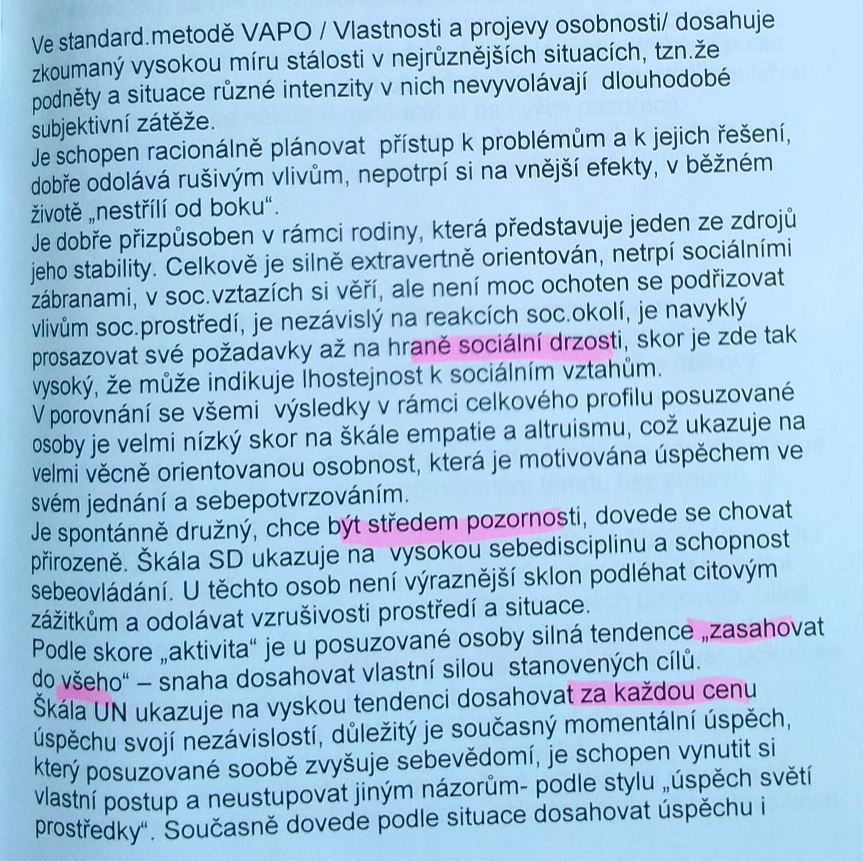 Ve standard.metodě VAPO / Vlastnosti a projevy osobnosti/ dosahuje
zkoumaný vysokou míru stálosti v nejrůznějších situacích, tzn.že
podněty a situace různé intenzity v nich nevyvolávají dlouhodobé
subjektivní zátěže.
Je schopen racionálně plánovat přístup k problémům a k jejich řešení,
dobře odolává rušivým vlivům, nepotrpí si na vnější efekty, v běžném
životě „nestřílí od boku“.
Je dobře přizpůsoben v rámci rodiny, která představuje jeden ze zdrojů
jeho stability. Celkově je silně extravertně orientován, netrpí sociálními
zábranami, v soc.vztazích si věří, ale není moc ochoten se podřizovat
vlivům soc.prostředí, je nezávislý na reakcích soc.okolí, je navyklý
prosazovat své požadavky až na hraně sociální drzosti, skor je zde tak
vysoký, že může indikuje lhostejnost k sociálním vztahům.
V porovnání se všemi výsledky v rámci celkového profilu posuzované
osoby je velmi nízký skor na škále empatie a altruismu, což ukazuje na
velmi věcně orientovanou osobnost, která je motivována úspěchem ve
svém jednání a sebepotvrzováním.
Je spontánně družný, chce být středem pozornosti, dovede se chovat
přirozeně. Škála SD ukazuje na vysokou sebedisciplinu a schopnost
sebeovládání. U těchto osob není výraznější sklon podléhat citovým
zážitkům a odolávat vzrušivosti prostředí a situace.
Podle skore „aktivita“ je u posuzované osoby silná tendence „zasahovat
do všeho“ – snaha dosahovat vlastní silou stanovených cílů.
Škála UN ukazuje na vyskou tendenci dosahovat za každou cenu
úspěchu svojí nezávislostí, důležitý je současný momentální úspěch,
který posuzované soobě zvyšuje sebevědomí, je schopen vynutit si
vlastní postup a neustupovat jiným názorům- podle stylu „úspěch světí
prostředky“. Současně dovede podle situace dosahovat úspěchu i